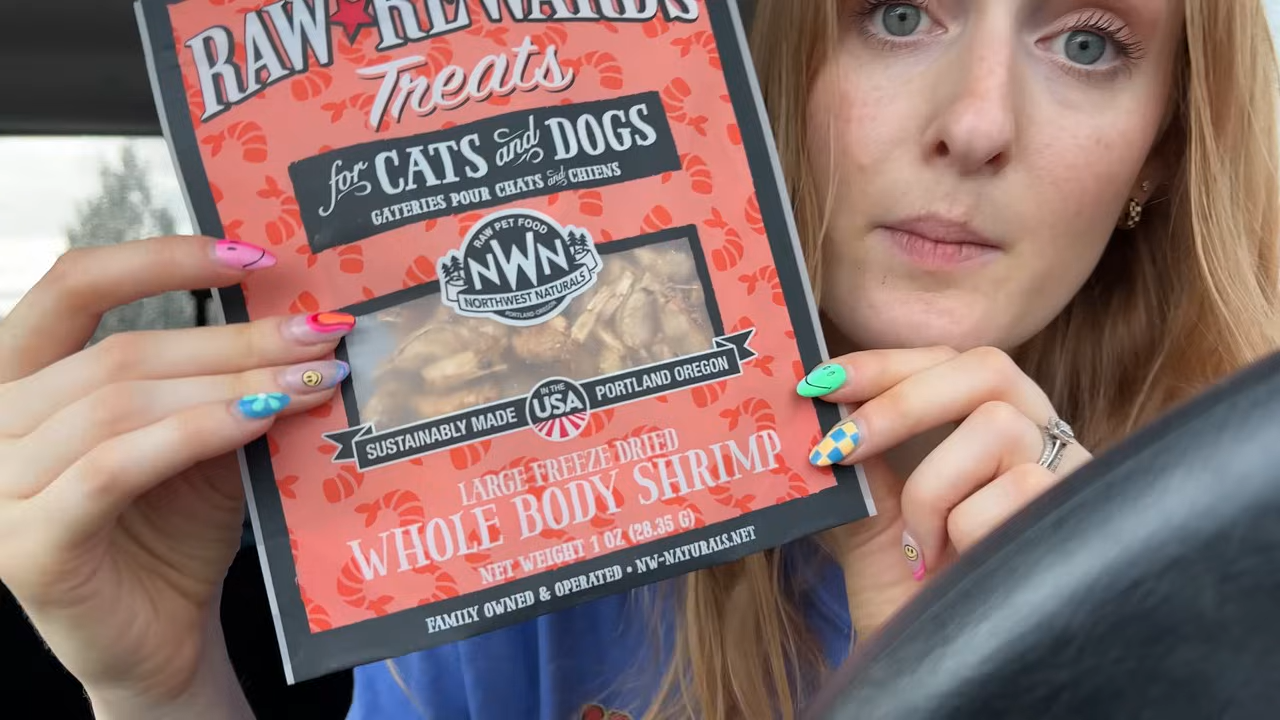 RAW REWARDS
Treats
for CATS and DOGS
GATERIES POUR CHATS and CHIENS
RAW PET FOOD
NWN
NORTHWEST NATURALS
PORTLAND-OREGON
SUSTAINABLY MADE IN THE USA PORTLAND OREGON
LARGE FREEZE DRIED
WHOLE BODY SHRIMP
NET WEIGHT 1 OZ (28.35 G)
FAMILY OWNED & OPERATED • NW-NATURALS.NET